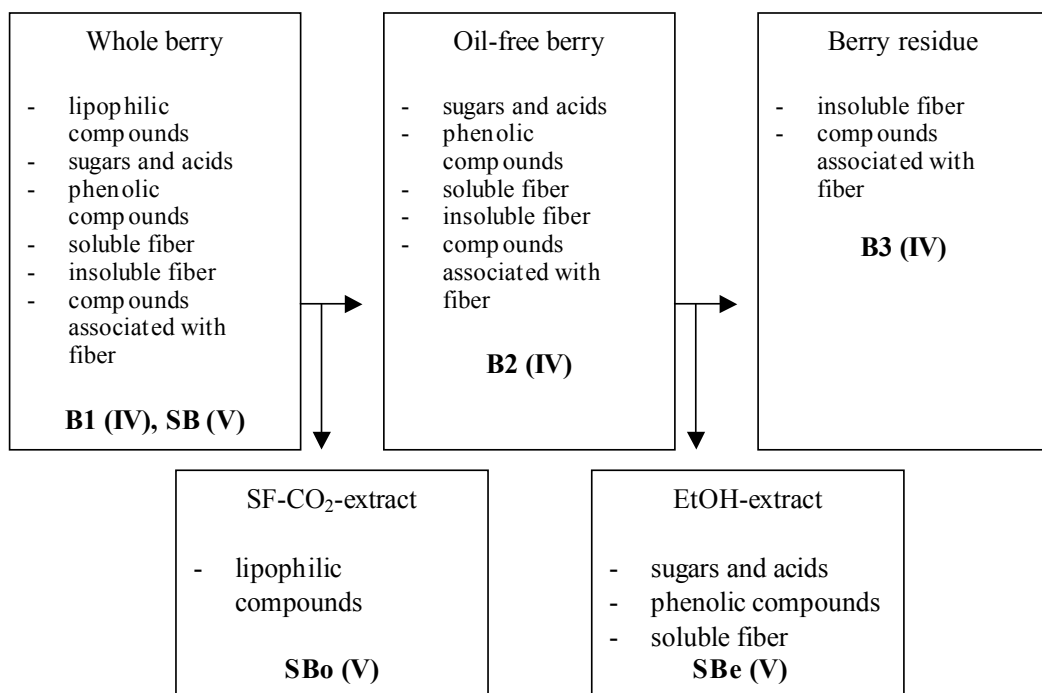 Whole berry
- lipophilic
compounds
- sugars and acids
- phenolic
compounds
- soluble fiber
- insoluble fiber
- compounds
associated with
fiber
B1 (IV), SB (V)
Oil-free berry
- sugars and acids
- phenolic
compounds
- soluble fiber
- insoluble fiber
- compounds
associated with
fiber
B2 (IV)
Berry residue
- insoluble fiber
- compounds
associated with
fiber
B3 (IV)
SF-CO₂-extract
- lipophilic
compounds
SBo (V)
EtOH-extract
- sugars and acids
- phenolic compounds
- soluble fiber
SBe (V)